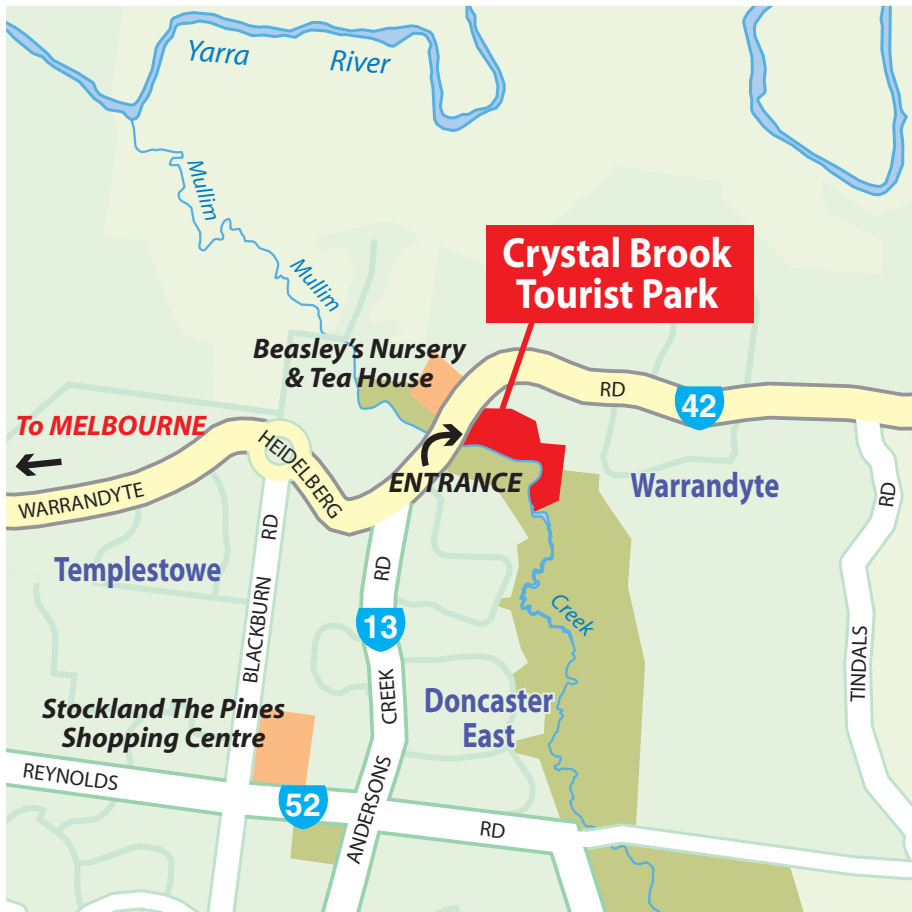 Yarra River
Mullim
Mullim
Crystal Brook
Tourist Park
Beasley's Nursery
& Tea House
RD
42
To MELBOURNE
HEIDELBERG
ENTRANCE
WARRANDYTE
Warrandyte
RD
RD
RD
Templestowe
Creek
13
BLACKBURN
TINDALS
CREEK
Doncaster
East
Stockland The Pines
Shopping Centre
REYNOLDS
52
ANDERSONS
RD